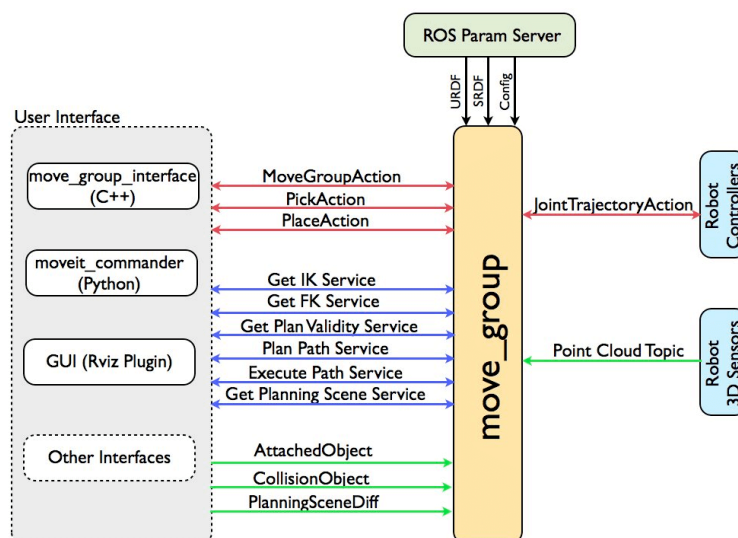 ROS Param Server
URDF
SRDF
Config
User Interface
move_group_interface
(C++)
moveit_commander
(Python)
GUI (Rviz Plugin)
Other Interfaces
MoveGroupAction
PickAction
PlaceAction
Get IK Service
Get FK Service
Get Plan Validity Service
Plan Path Service
Execute Path Service
Get Planning Scene Service
AttachedObject
CollisionObject
PlanningSceneDiff
move_group
JointTrajectoryAction
Point Cloud Topic
Robot
Controllers
Robot
3D Sensors